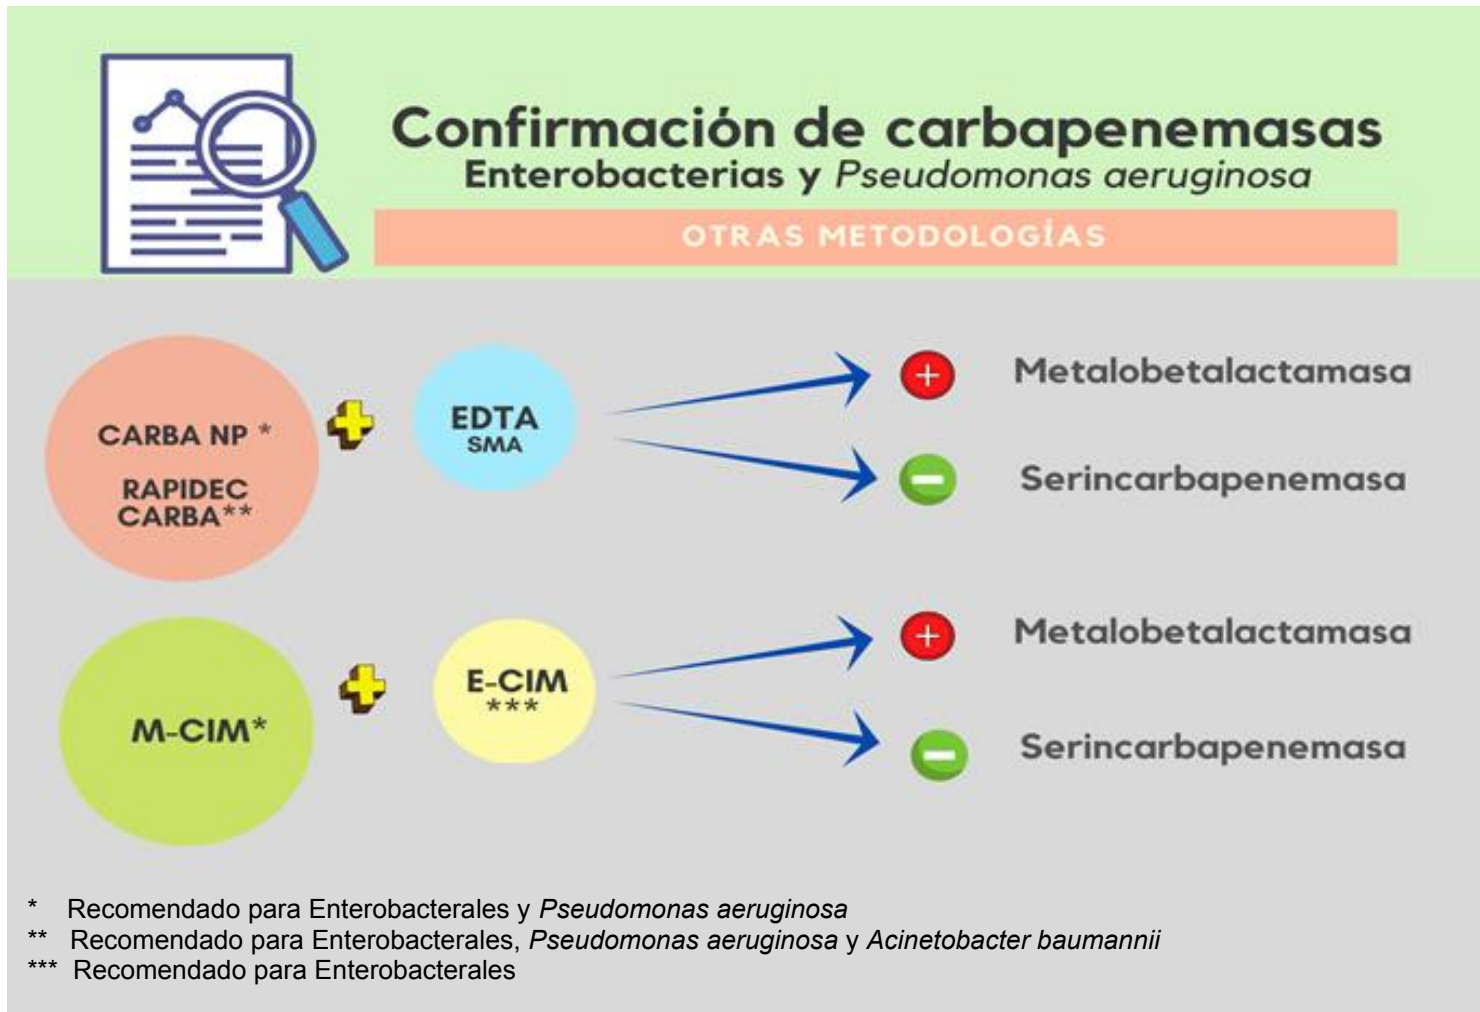 Confirmación de carbapenemasas
Enterobacterias y Pseudomonas aeruginosa
OTRAS METODOLOGÍAS
CARBA NP *
RAPIDEC
CARBA**
EDTA
SMA
Metalobetalactamasa
Serincarbapenemasa
M-CIM*
E-CIM
***
Metalobetalactamasa
Serincarbapenemasa
* Recomendado para Enterobacterales y Pseudomonas aeruginosa
** Recomendado para Enterobacterales, Pseudomonas aeruginosa y Acinetobacter baumannii
*** Recomendado para Enterobacterales